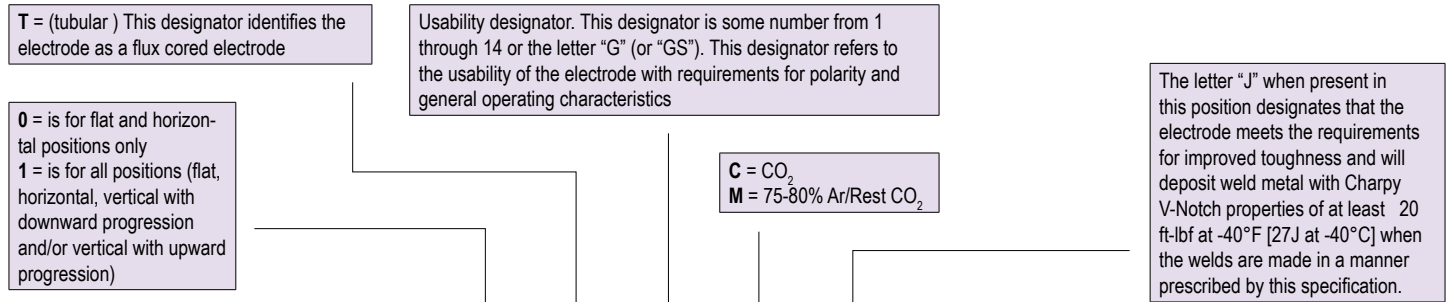 T = (tubular ) This designator identifies the
electrode as a flux cored electrode
Usability designator. This designator is some number from 1
through 14 or the letter “G” (or “GS”). This designator refers to
the usability of the electrode with requirements for polarity and
general operating characteristics
0 = is for flat and horizon-
tal positions only
1 = is for all positions (flat,
horizontal, vertical with
downward progression
and/or vertical with upward
progression)
C = CO₂
M = 75-80% Ar/Rest CO₂
The letter “J” when present in
this position designates that the
electrode meets the requirements
for improved toughness and will
deposit weld metal with Charpy
V-Notch properties of at least 20
ft-lbf at -40°F [27J at -40°C] when
the welds are made in a manner
prescribed by this specification.